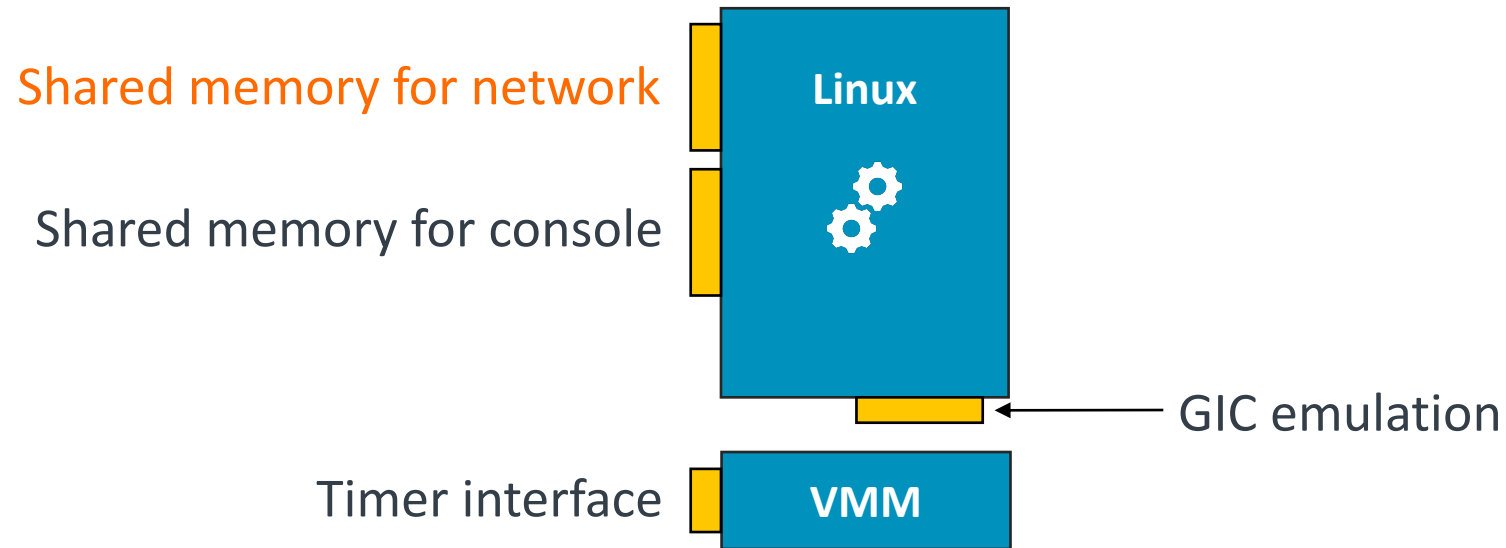 Shared memory for network
Linux
Shared memory for console
GIC emulation
Timer interface
VMM